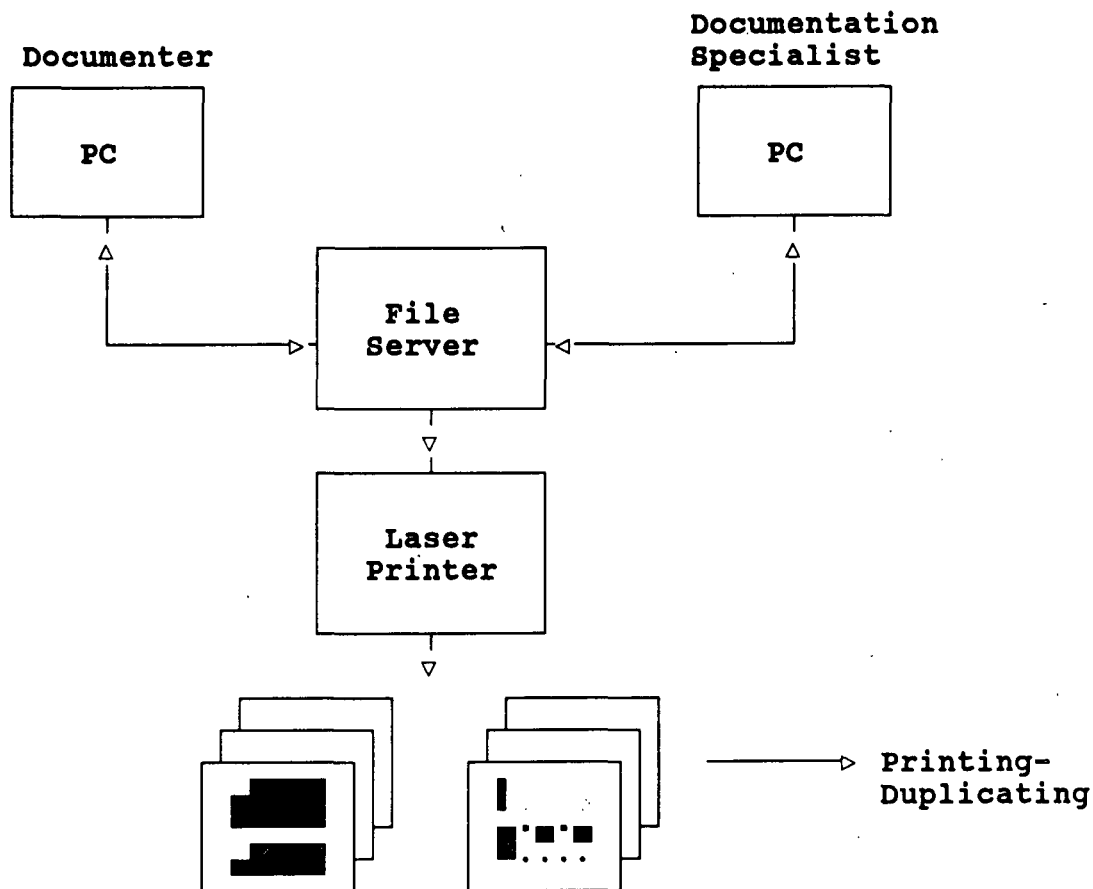 Documenter
Documentation
Specialist
PC
PC
File
Server
Laser
Printer
Printing-
Duplicating